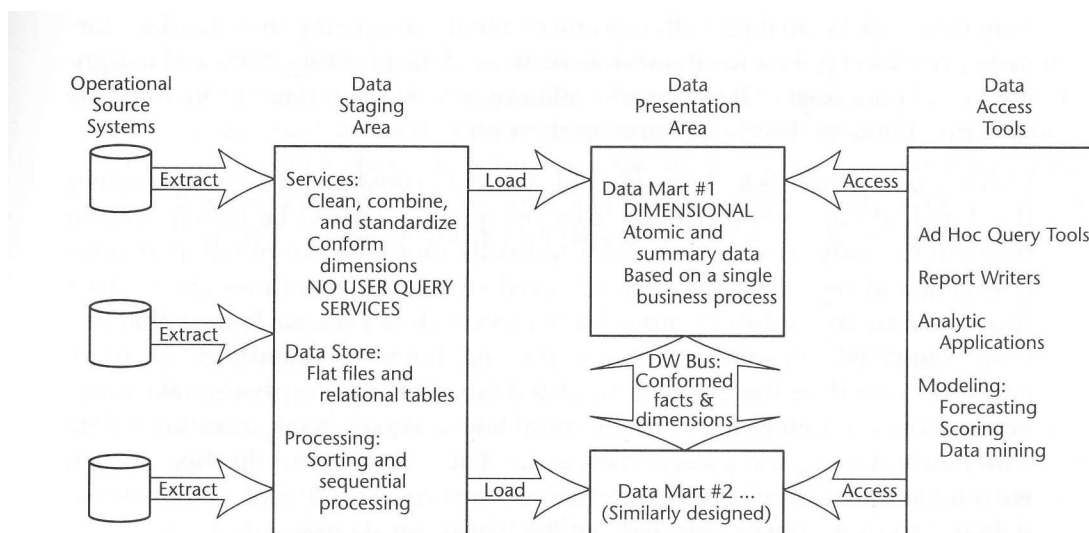 Operational
Source
Systems
Data
Staging
Area
Data
Presentation
Area
Data
Access
Tools
Extract
Extract
Extract
Services:
Clean, combine,
and standardize
Conform
dimensions
NO USER QUERY
SERVICES
Data Store:
Flat files and
relational tables
Processing:
Sorting and
sequential
processing
Load
Load
Data Mart #1
DIMENSIONAL
Atomic and
summary data
Based on a single
business process
DW Bus:
Conformed
facts &
dimensions
Data Mart #2 ...
(Similarly designed)
Access
Access
Ad Hoc Query Tools
Report Writers
Analytic
Applications
Modeling:
Forecasting
Scoring
Data mining